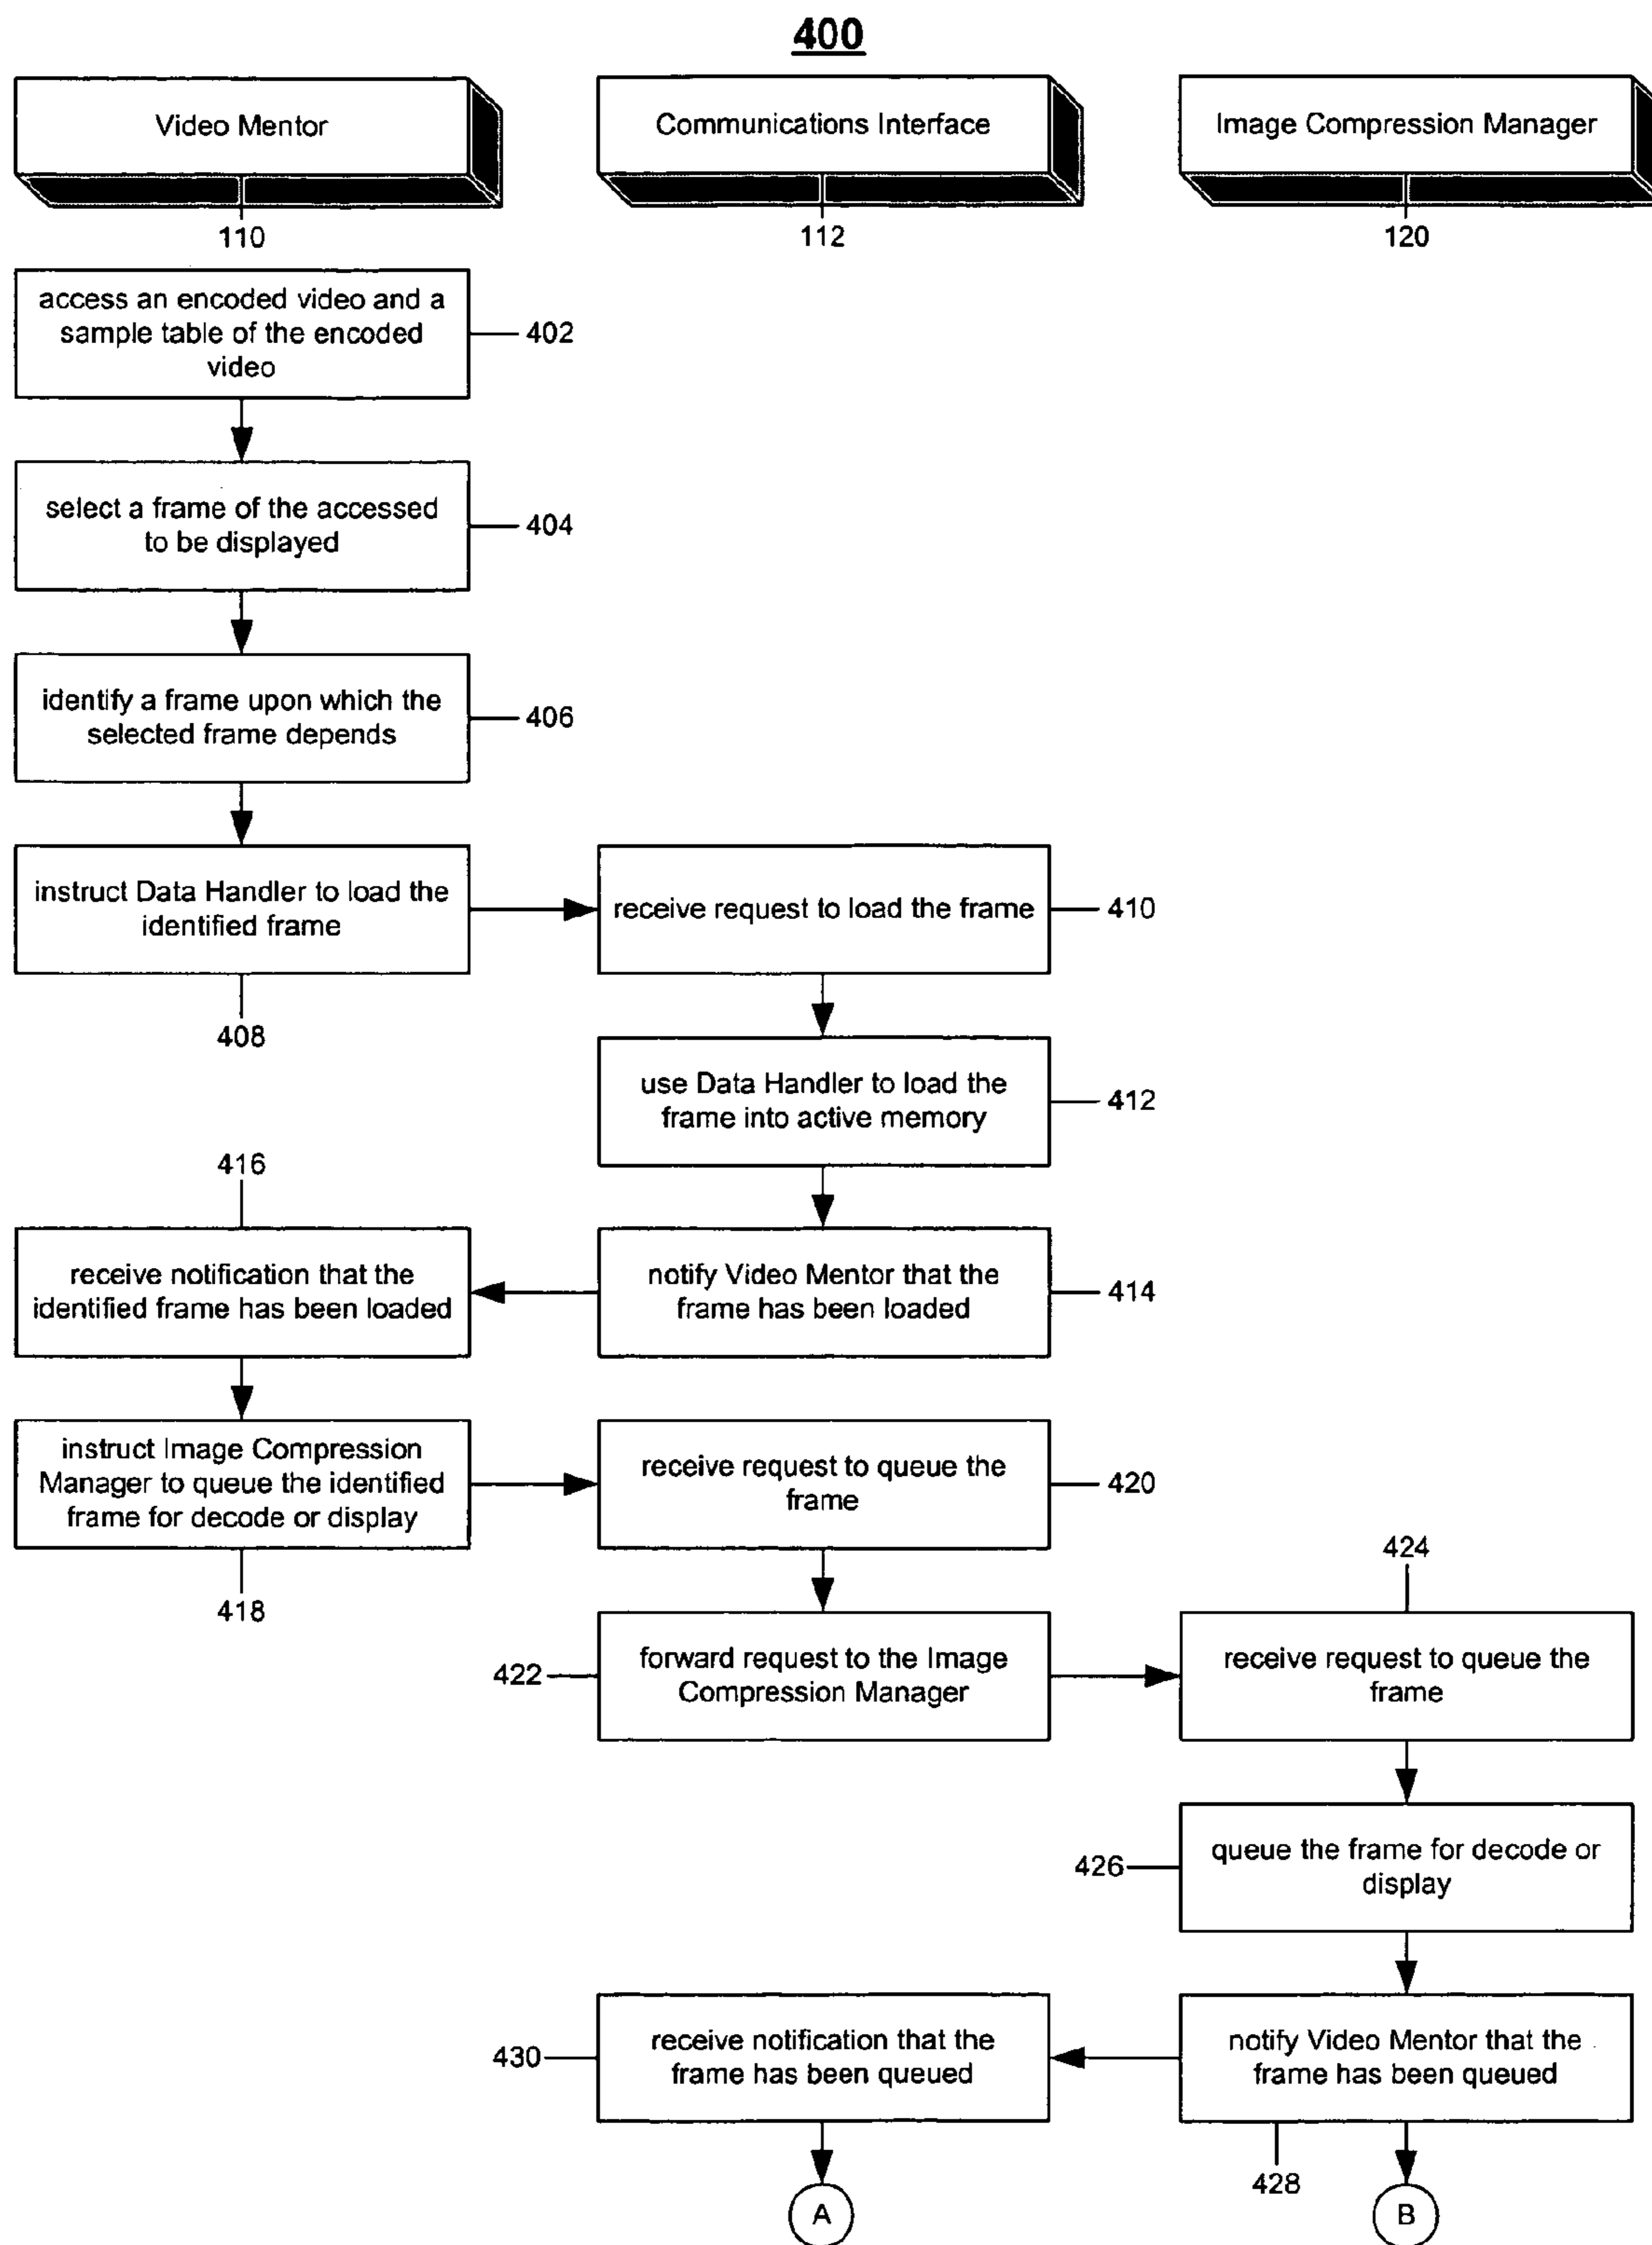 400
Video Mentor
Communications Interface
Image Compression Manager
110
112
120
access an encoded video and a
sample table of the encoded
video
402
select a frame of the accessed
to be displayed
404
identify a frame upon which the
selected frame depends
406
instruct Data Handler to load the
identified frame
408
receive request to load the frame
410
use Data Handler to load the
frame into active memory
412
416
receive notification that the
identified frame has been loaded
notify Video Mentor that the
frame has been loaded
414
instruct Image Compression
Manager to queue the identified
frame for decode or display
418
receive request to queue the
frame
420
422
forward request to the Image
Compression Manager
424
receive request to queue the
frame
426
queue the frame for decode or
display
430
receive notification that the
frame has been queued
notify Video Mentor that the
frame has been queued
428
A
B